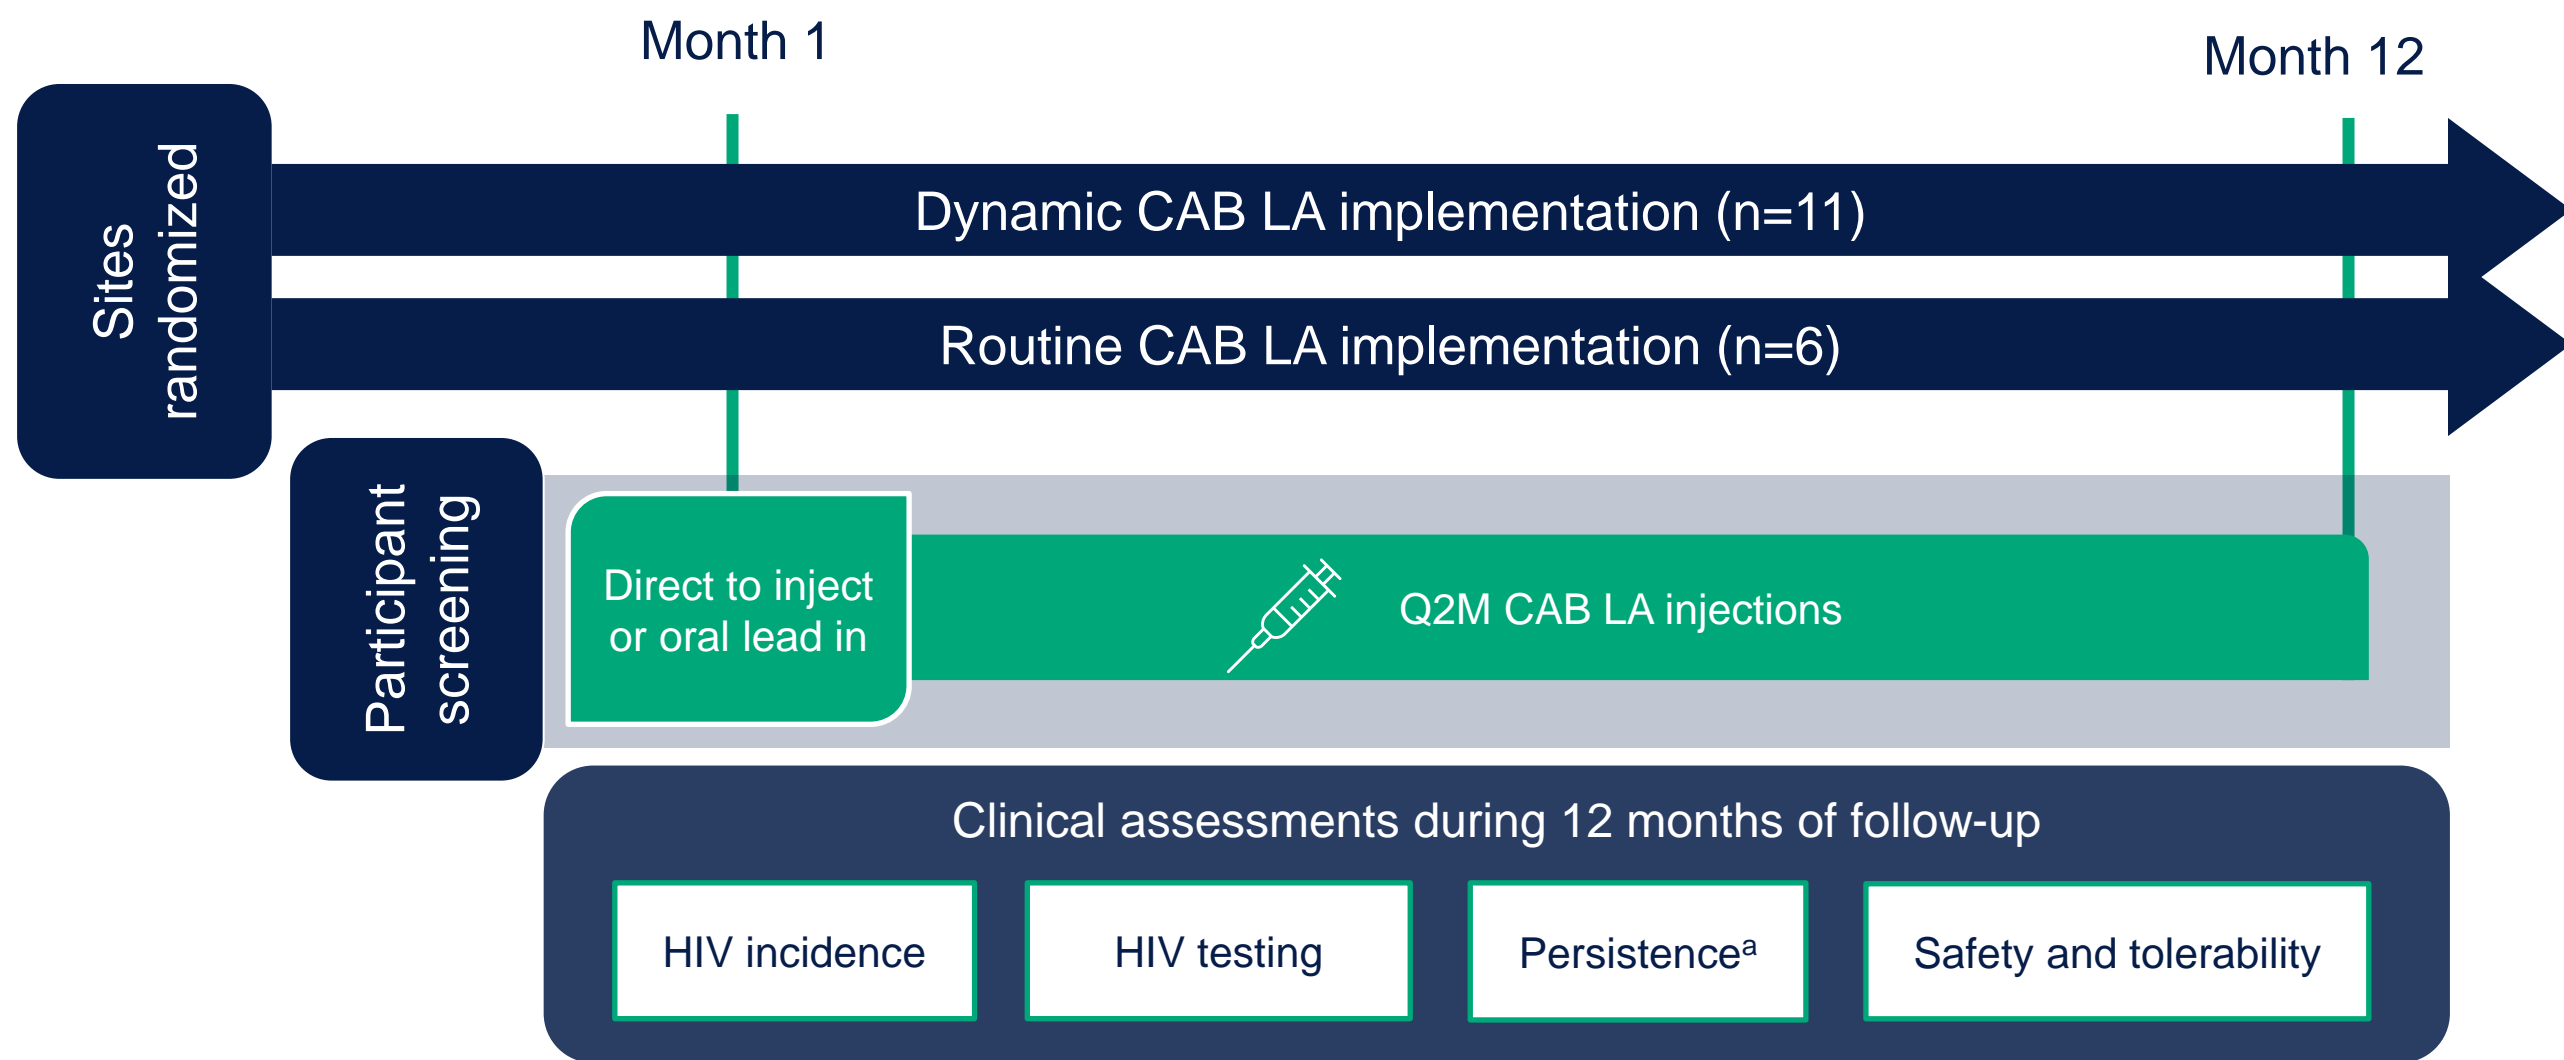 Month 1
Month 12
Sites
randomized
Dynamic CAB LA implementation (n=11)
Routine CAB LA implementation (n=6)
Participant
screening
Direct to inject
or oral lead in
Q2M CAB LA injections
Clinical assessments during 12 months of follow-up
HIV incidence
HIV testing
Persistenceᵃ
Safety and tolerability